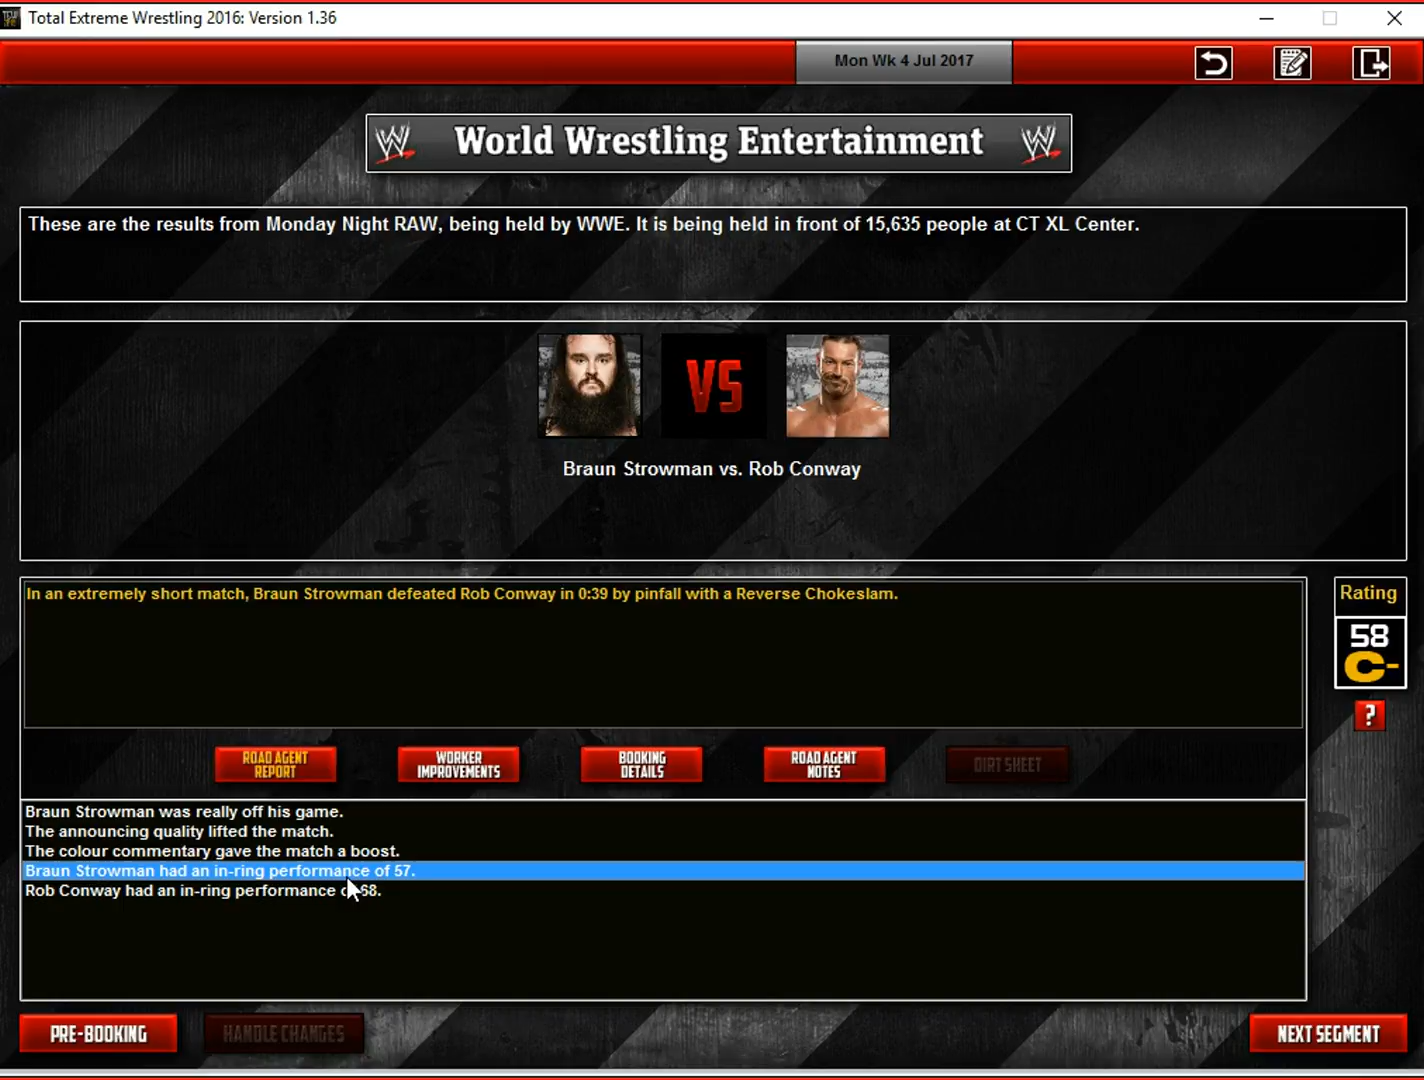 Total Extreme Wrestling 2016: Version 1.36
Mon Wk 4 Jul 2017
World Wrestling Entertainment
These are the results from Monday Night RAW, being held by WWE. It is being held in front of 15,635 people at CT XL Center.
VS
Braun Strowman vs. Rob Conway
In an extremely short match, Braun Strowman defeated Rob Conway in 0:39 by pinfall with a Reverse Chokeslam.
Rating
58
C-
?
ROAD AGENT
REPORT
WORKER
IMPROVEMENTS
BOOKING
DETAILS
ROAD AGENT
NOTES
DIRT SHEET
Braun Strowman was really off his game.
The announcing quality lifted the match.
The colour commentary gave the match a boost.
Braun Strowman had an in-ring performance of 57.
Rob Conway had an in-ring performance 68.
PRE-BOOKING
HANDLE CHANGES
NEXT SEGMENT